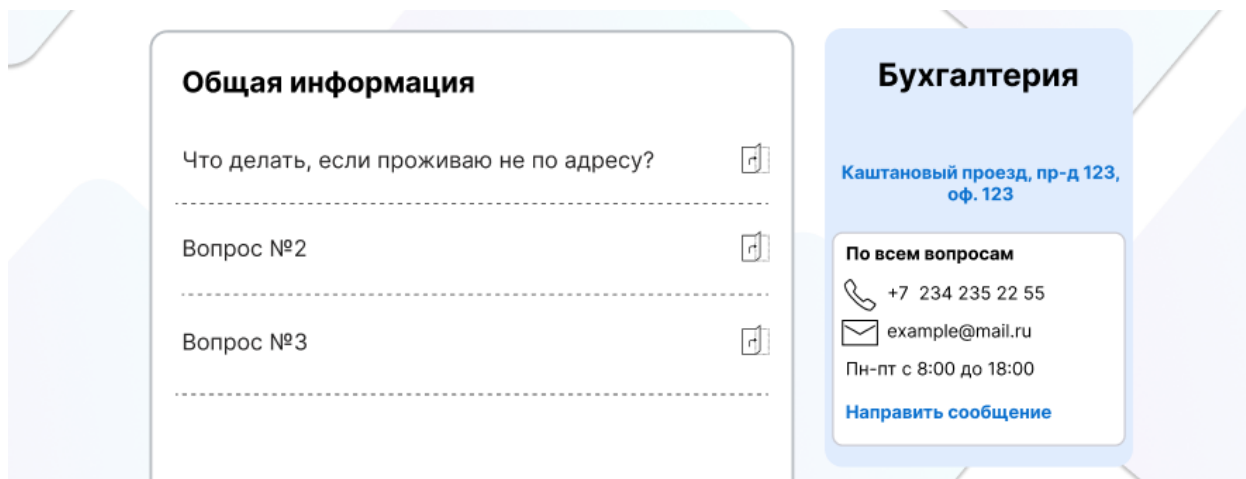 Общая информация
Что делать, если проживаю не по адресу?
Вопрос №2
Вопрос №3
Бухгалтерия
Каштановый проезд, пр-д 123,
оф. 123
По всем вопросам
+7 234 235 22 55
example@mail.ru
Пн-пт с 8:00 до 18:00
Направить сообщение